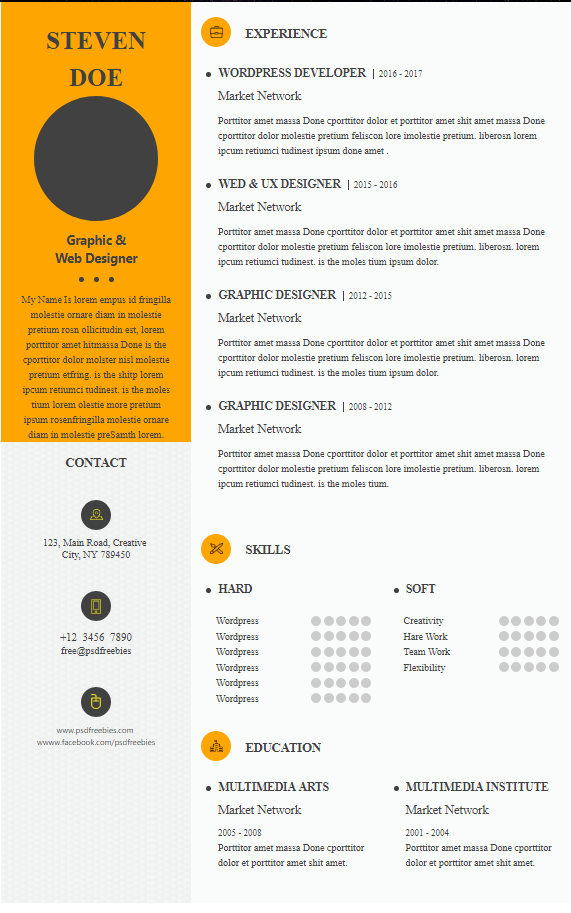 STEVEN
DOE
Graphic &
Web Designer
My Name Is lorem empus id fringilla
molestie ornare diam in molestie
pretium rosn ollicitudin est, lorem
porttitor amet hitmassa Done is the
cporttitor dolor molster nisl molestie
pretium etfring. is the shitp lorem
ipcum retiumci tudinest. is the moles
tium lorem olestie more pretium
ipsum rosenfringilla molestie ornare
diam in molestie preSamth lorem.
CONTACT
123, Main Road, Creative
City, NY 789450
+12 3456 7890
free@psdfreebies
www.psdfreebies.com
wwww.facebook.com/psdfreebies
EXPERIENCE
WORDPRESS DEVELOPER | 2016 - 2017
Market Network
Porttitor amet massa Done cporttitor dolor et porttitor amet shit amet massa Done
cporttitor dolor molestie pretium feliscon lore imolestie pretium. liberosn lorem
ipcum retiumci tudinest ipsum done amet .
WED & UX DESIGNER | 2015 - 2016
Market Network
Porttitor amet massa Done cporttitor dolor et porttitor amet shit amet massa Done
cporttitor dolor molestie pretium feliscon lore imolestie pretium. liberosn. lorem
ipcum retiumci tudinest. is the moles tium ipsum dolor.
GRAPHIC DESIGNER | 2012 - 2015
Market Network
Porttitor amet massa Done cporttitor dolor et porttitor amet shit amet massa Done
cporttitor dolor molestie pretium feliscon lore imolestie pretium. liberosn. lorem
ipcum retiumci tudinest. is the moles tium ipsum dolor.
GRAPHIC DESIGNER | 2008 - 2012
Market Network
Porttitor amet massa Done cporttitor dolor et porttitor amet shit amet massa Done
cporttitor dolor molestie pretium feliscon lore imolestie pretium. liberosn. lorem
ipcum retiumci tudinest. is the moles tium.
SKILLS
HARD
Wordpress
Wordpress
Wordpress
Wordpress
Wordpress
Wordpress
SOFT
Creativity
Hare Work
Team Work
Flexibility
EDUCATION
MULTIMEDIA ARTS
Market Network
2005 - 2008
Porttitor amet massa Done cporttitor
dolor et porttitor amet shit amet.
MULTIMEDIA INSTITUTE
Market Network
2001 - 2004
Porttitor amet massa Done cporttitor
dolor et porttitor amet shit amet.